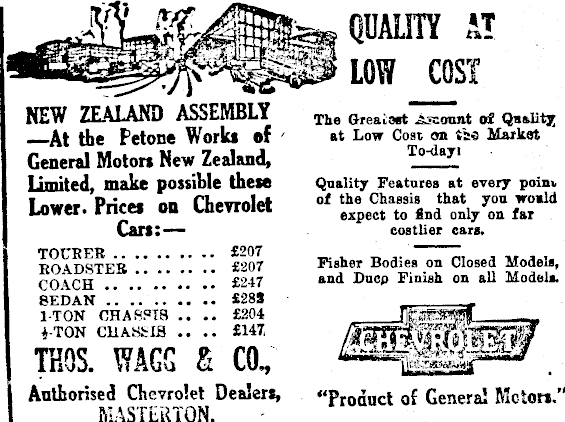 NEW ZEALAND ASSEMBLY
—At the Petone Works of
General Motors New Zealand,
Limited, make possible these
Lower. Prices on Chevrolet
Cars:—
TOURER .. .. .. .. .. £207
ROADSTER .. .. .. .. £207
COACH .. .. .. .. .. £247
SEDAN .. .. .. .. .. £282
1-TON CHASSIS .. .. £204
½-TON CHASSIS .. .. £147
THOS. WAGG & CO.,
Authorised Chevrolet Dealers,
MASTERTON.
QUALITY AT
LOW COST
The Greatest Amount of Quality
at Low Cost on the Market
To-day!
Quality Features at every point
of the Chassis that you would
expect to find only on far
costlier cars.
Fisher Bodies on Closed Models,
and Duco Finish on all Models.
CHEVROLET
"Product of General Motors."